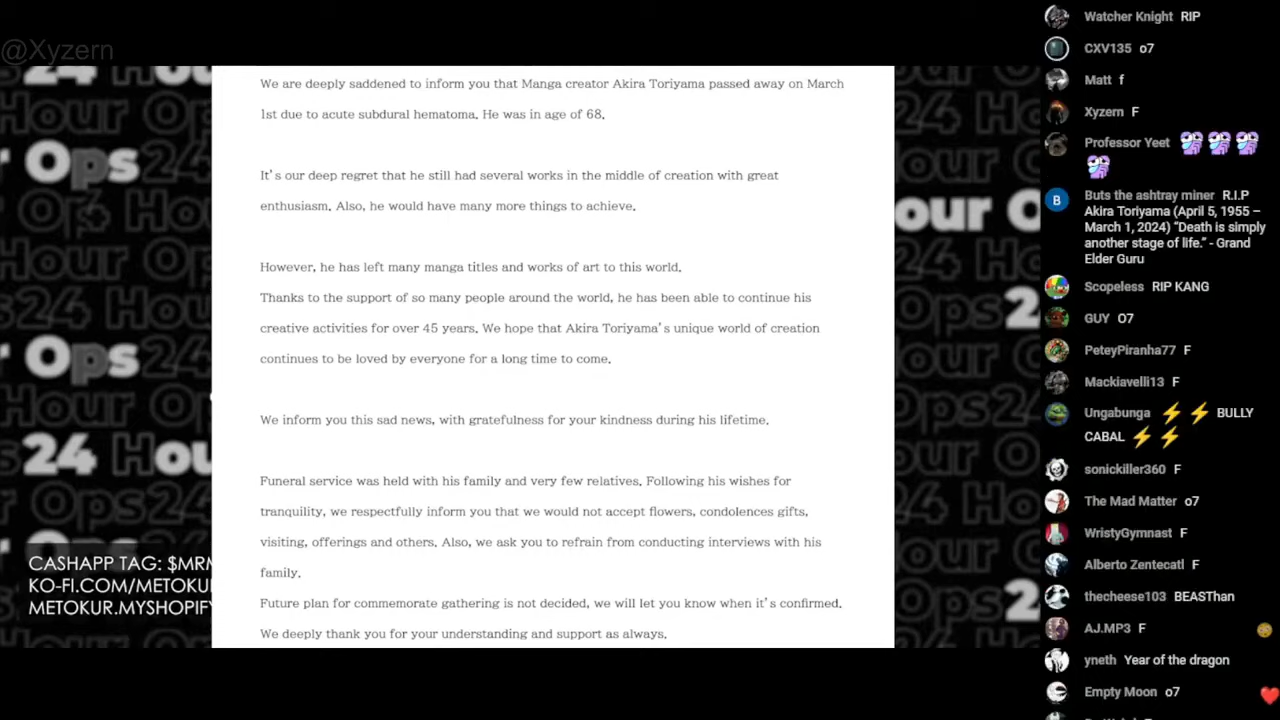 @Xyzern
We are deeply saddened to inform you that Manga creator Akira Toriyama passed away on March
1st due to acute subdural hematoma. He was in age of 68.
It's our deep regret that he still had several works in the middle of creation with great
enthusiasm. Also, he would have many more things to achieve.
However, he has left many manga titles and works of art to this world.
Thanks to the support of so many people around the world, he has been able to continue his
creative activities for over 45 years. We hope that Akira Toriyama's unique world of creation
continues to be loved by everyone for a long time to come.
We inform you this sad news, with gratefulness for your kindness during his lifetime.
Funeral service was held with his family and very few relatives. Following his wishes for
tranquility, we respectfully inform you that we would not accept flowers, condolences gifts,
visiting, offerings and others. Also, we ask you to refrain from conducting interviews with his
family.
Future plan for commemorate gathering is not decided, we will let you know when it's confirmed.
We deeply thank you for your understanding and support as always.
CASHAPP TAG: $MRM
KO-FI.COM/METOKUR
METOKUR.MYSHOPIFY
Watcher Knight RIP
CXV135 o7
Matt f
Xyzern F
Professor Yeet
B
Buts the ashtray miner R.I.P
Akira Toriyama (April 5, 1955 –
March 1, 2024) “Death is simply
another stage of life.” - Grand
Elder Guru
Scopeless RIP KANG
GUY O7
PeteyPiranha77 F
Mackiavelli13 F
Ungabunga ⚡ ⚡ BULLY
CABAL ⚡ ⚡
sonickiller360 F
The Mad Matter o7
WristyGymnast F
Alberto Zentecatl F
thecheese103 BEASThan
AJ.MP3 F
yneth Year of the dragon
Empty Moon o7